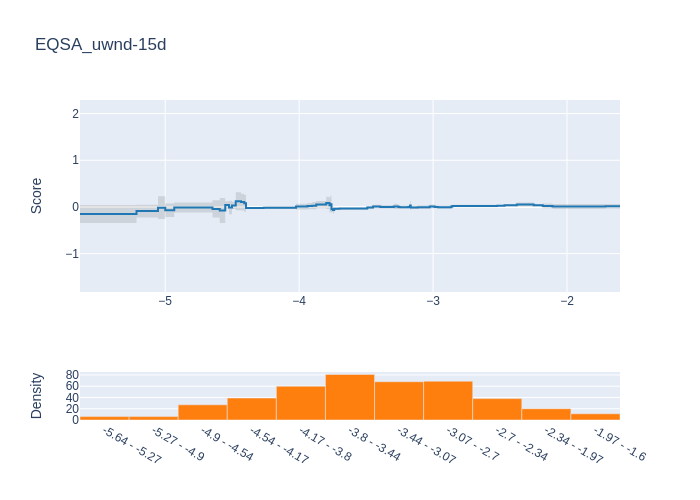 EQSA_uwnd-15d
Score
2
1
0
−1
−5
−4
−3
−2
Density
80
60
40
20
0
-5.64 - -5.27
-5.27 - -4.9
-4.9 - -4.54
-4.54 - -4.17
-4.17 - -3.8
-3.8 - -3.44
-3.44 - -3.07
-3.07 - -2.7
-2.7 - -2.34
-2.34 - -1.97
-1.97 - -1.6